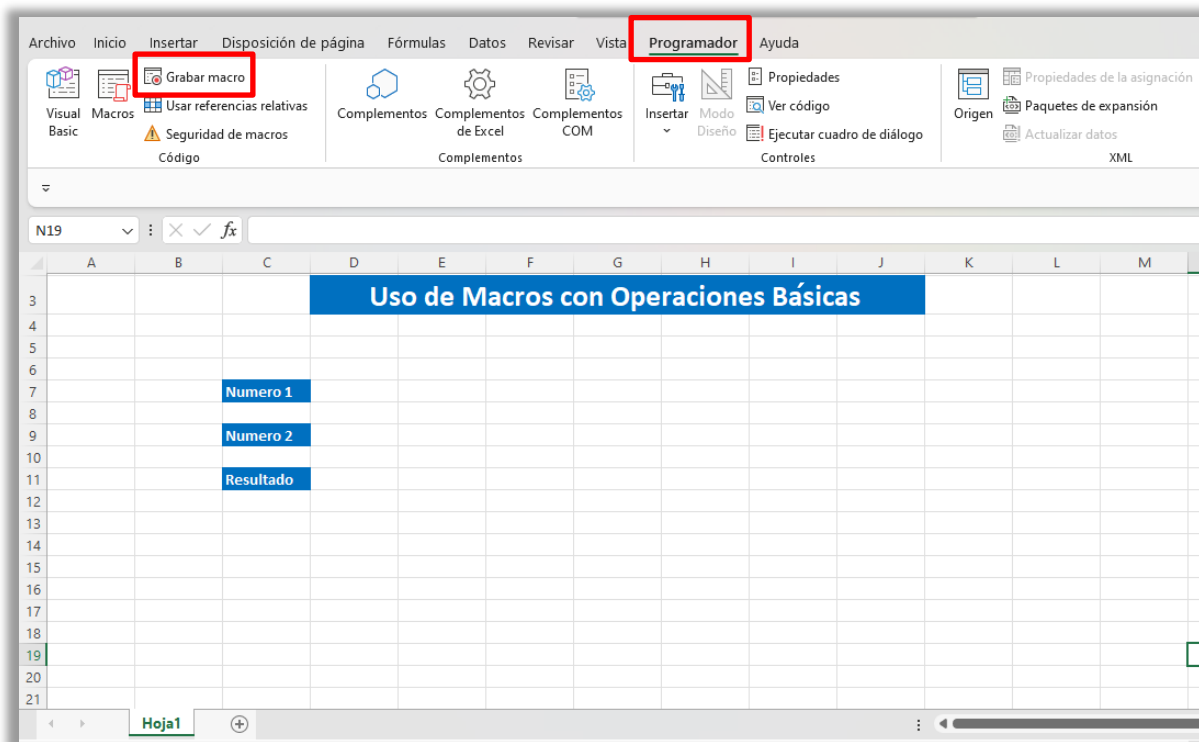 Archivo Inicio Insertar Disposición de página Fórmulas Datos Revisar Vista Programador Ayuda
Visual Basic
Macros
Grabar macro
Usar referencias relativas
Seguridad de macros
Código
Complementos
Complementos de Excel
Complementos COM
Complementos
Insertar
Modo Diseño
Propiedades
Ver código
Ejecutar cuadro de diálogo
Controles
Origen
Propiedades de la asignación
Paquetes de expansión
Actualizar datos
XML
N19 fx
A B C D E F G H I J K L M
3 Uso de Macros con Operaciones Básicas
4
5
6
7 Numero 1
8
9 Numero 2
10
11 Resultado
12
13
14
15
16
17
18
19
20
21
Hoja1